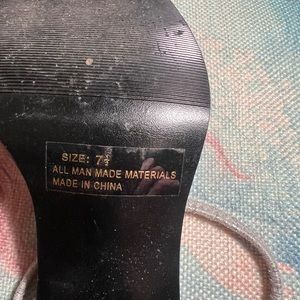 SIZE: 7½
ALL MAN MADE MATERIALS
MADE IN CHINA